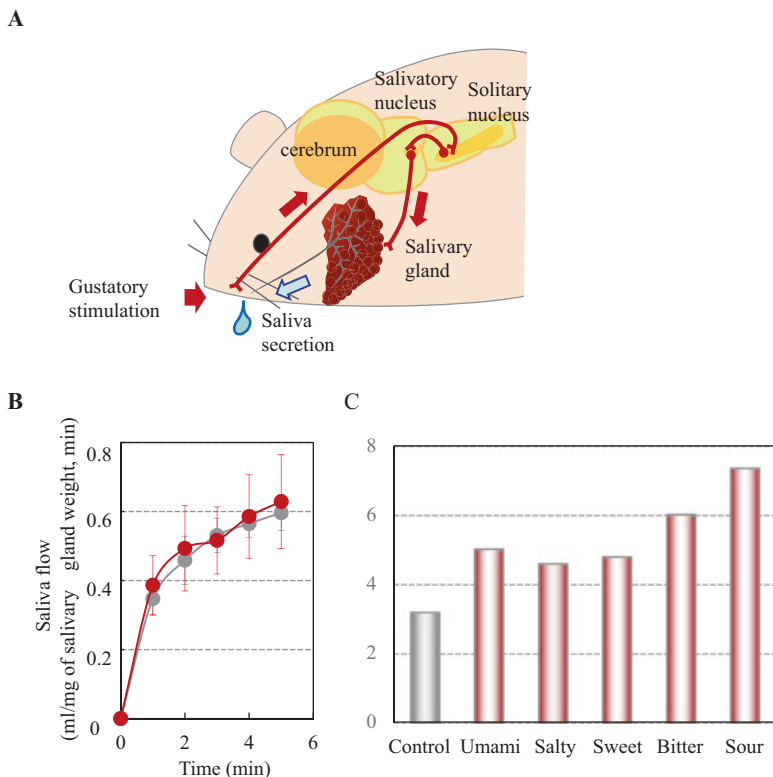 A
Salivatory
nucleus
Solitary
nucleus
cerebrum
Salivary
gland
Gustatory
stimulation
Saliva
secretion
B
Saliva flow
(ml/mg of salivary gland weight, min)
0.8
0.6
0.4
0.2
0
0 2 4 6
Time (min)
C
8
6
4
2
0
Control Umami Salty Sweet Bitter Sour